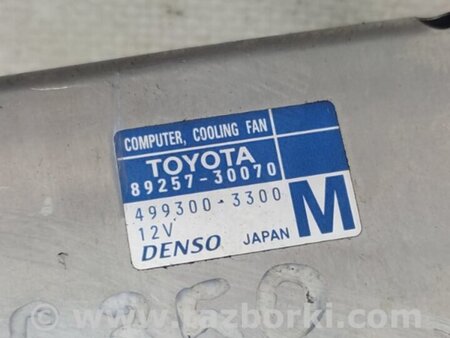 COMPUTER, COOLING FAN
TOYOTA
89257-30070
499300-3300
12V
M
DENSO JAPAN
www.razborki.com